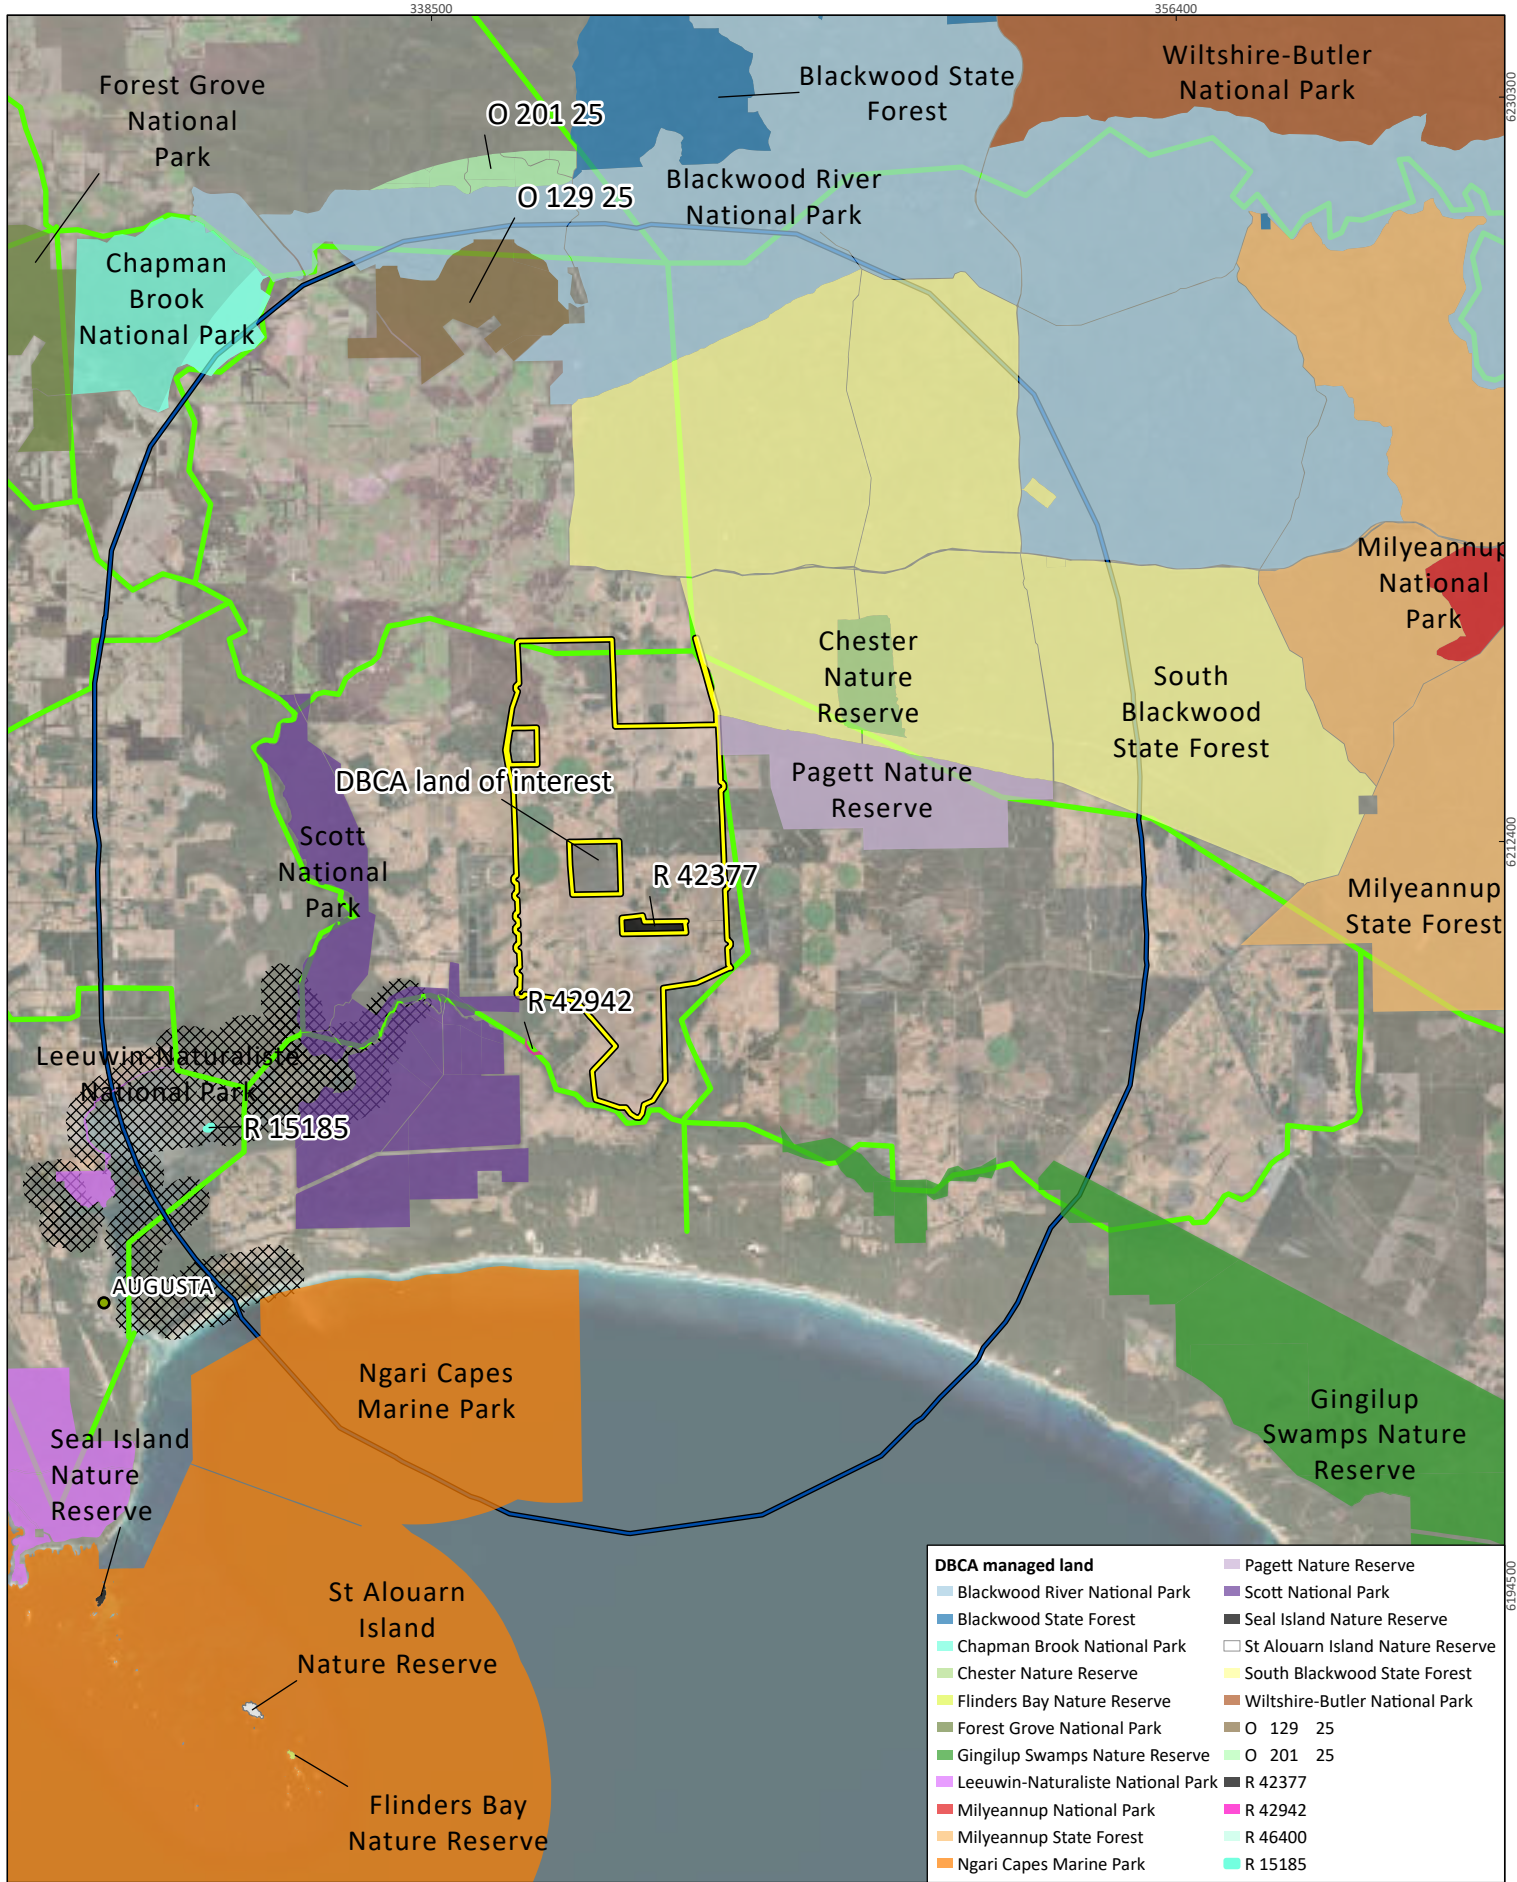 338500
356400
Wiltshire-Butler
National Park
Blackwood State
Forest
Forest Grove
National
Park
6230300
O 201 25
Blackwood River
National Park
O 129 25
Chapman
Brook
National Park
Milyeannup
National
Park
Chester
Nature
Reserve
South
Blackwood
State Forest
Pagett Nature
Reserve
DBCA land of interest
Scott
National
Park
R 42377
6212400
Milyeannup
State Forest
R 42942
Leeuwin-Naturaliste
National Park
R 15185
AUGUSTA
Ngari Capes
Marine Park
Gingilup
Swamps Nature
Reserve
Seal Island
Nature
Reserve
St Alouarn
Island
Nature Reserve
Flinders Bay
Nature Reserve
6194500
DBCA managed land
Blackwood River National Park
Blackwood State Forest
Chapman Brook National Park
Chester Nature Reserve
Flinders Bay Nature Reserve
Forest Grove National Park
Gingilup Swamps Nature Reserve
Leeuwin-Naturaliste National Park
Milyeannup National Park
Milyeannup State Forest
Ngari Capes Marine Park
Pagett Nature Reserve
Scott National Park
Seal Island Nature Reserve
St Alouarn Island Nature Reserve
South Blackwood State Forest
Wiltshire-Butler National Park
O 129 25
O 201 25
R 42377
R 42942
R 46400
R 15185